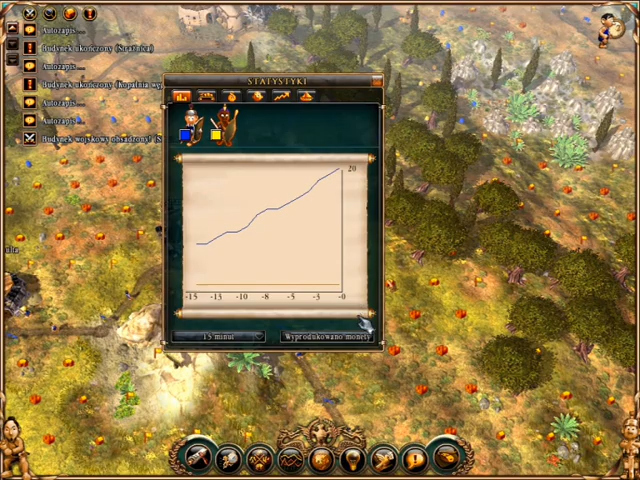 Autozapis...
Budynek ukończony (Strażnica)
Autozapis...
Budynek ukończony (Kopalnia wę
Autozapis...
Autozapis...
Budynek wojskowy obsadzony! (S
STATYSTYKI
20
-15 -13 -10 -8 -5 -3 -0
15 minut
Wyprodukowano monety